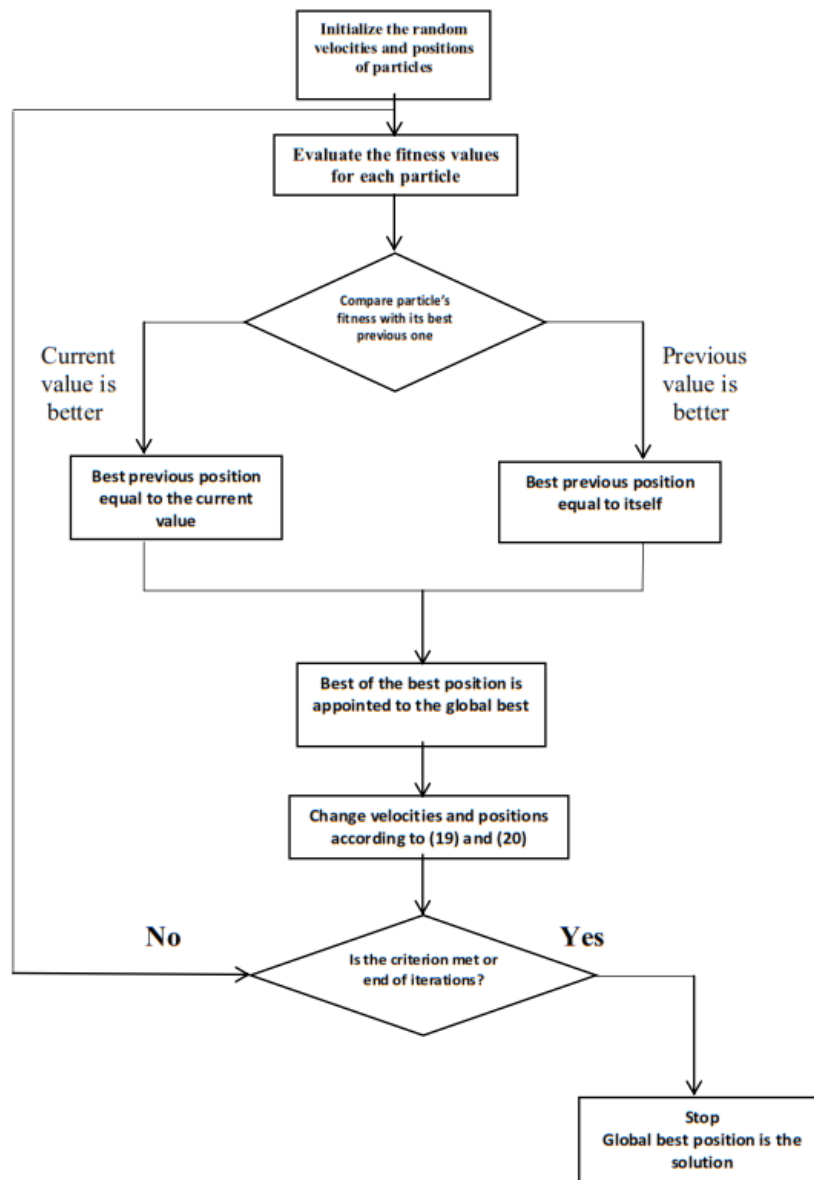 Initialize the random
velocities and positions
of particles
Evaluate the fitness values
for each particle
Compare particle's
fitness with its best
previous one
Current
value is
better
Previous
value is
better
Best previous position
equal to the current
value
Best previous position
equal to itself
Best of the best position is
appointed to the global best
Change velocities and positions
according to (19) and (20)
No
Yes
Is the criterion met or
end of iterations?
Stop
Global best position is the
solution